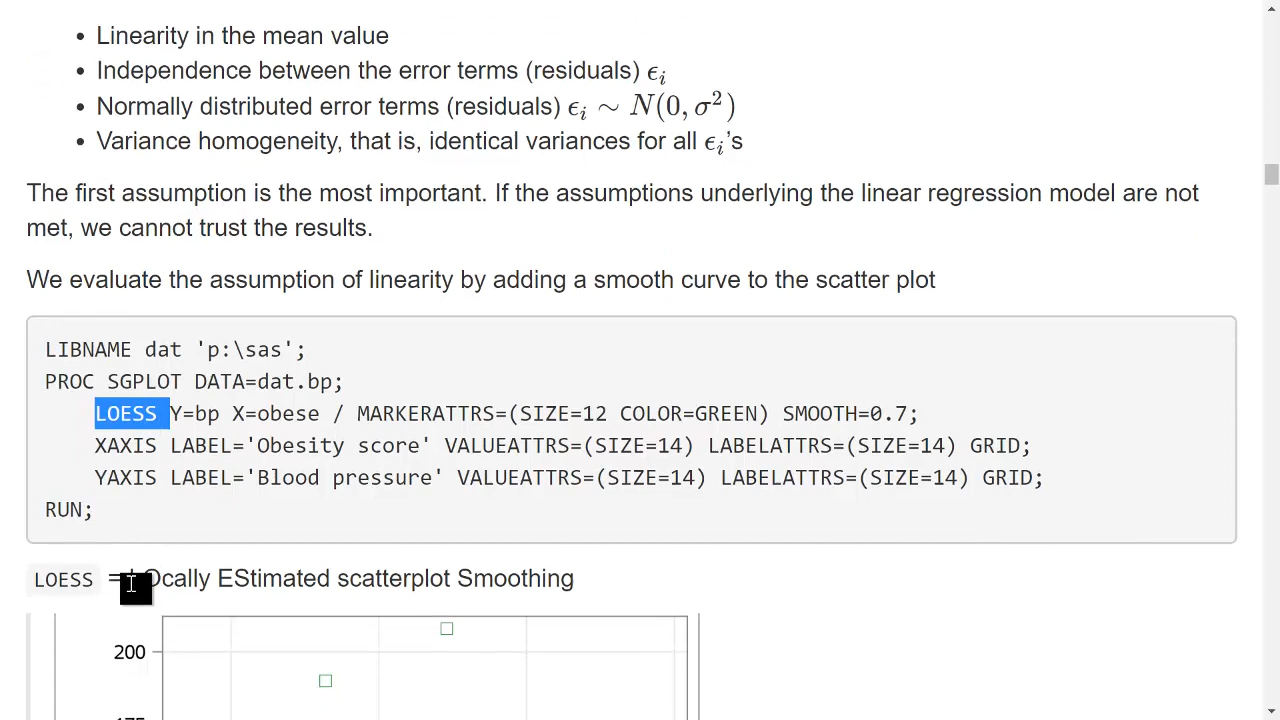 • Linearity in the mean value
• Independence between the error terms (residuals) ϵᵢ
• Normally distributed error terms (residuals) ϵᵢ ∼ N(0, σ²)
• Variance homogeneity, that is, identical variances for all ϵᵢ’s
The first assumption is the most important. If the assumptions underlying the linear regression model are not
met, we cannot trust the results.
We evaluate the assumption of linearity by adding a smooth curve to the scatter plot
LIBNAME dat 'p:\sas';
PROC SGPLOT DATA=dat.bp;
LOESS Y=bp X=obese / MARKERATTRS=(SIZE=12 COLOR=GREEN) SMOOTH=0.7;
XAXIS LABEL='Obesity score' VALUEATTRS=(SIZE=14) LABELATTRS=(SIZE=14) GRID;
YAXIS LABEL='Blood pressure' VALUEATTRS=(SIZE=14) LABELATTRS=(SIZE=14) GRID;
RUN;
LOESS = LOcally EStimated scatterplot Smoothing
200